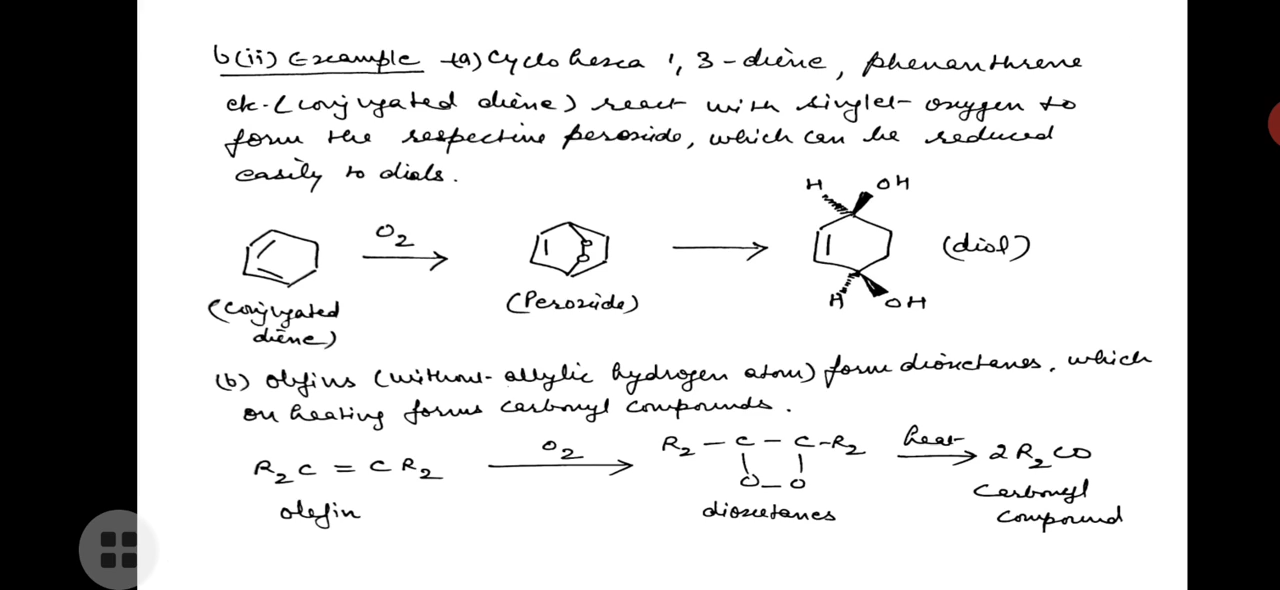 b(ii) Example (a) Cyclo hexa 1, 3-diene, phenanthrene
etc. (conjugated diene) react with singlet oxygen to
form the respective peroxide, which can be reduced
easily to diols.
H OH
O2 (diol)
(conjugated diene) (Peroxide) H OH
(b) olefins (without allylic hydrogen atom) form dioxetanes, which
on heating forms carbonyl compounds.
R2C = CR2 O2 R2 - C - C - R2 heat 2R2CO
O - O
olefin dioxetanes Carbonyl compound